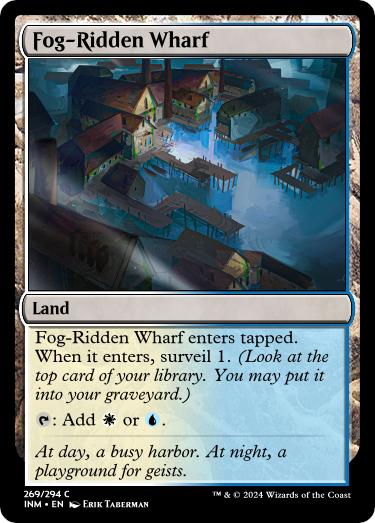 Fog-Ridden Wharf
Land
Fog-Ridden Wharf enters tapped.
When it enters, surveil 1. (Look at the
top card of your library. You may put it
into your graveyard.)
: Add or .
At day, a busy harbor. At night, a
playground for geists.
269/294 C
INM • EN Erik Taberman
™ & © 2024 Wizards of the Coast